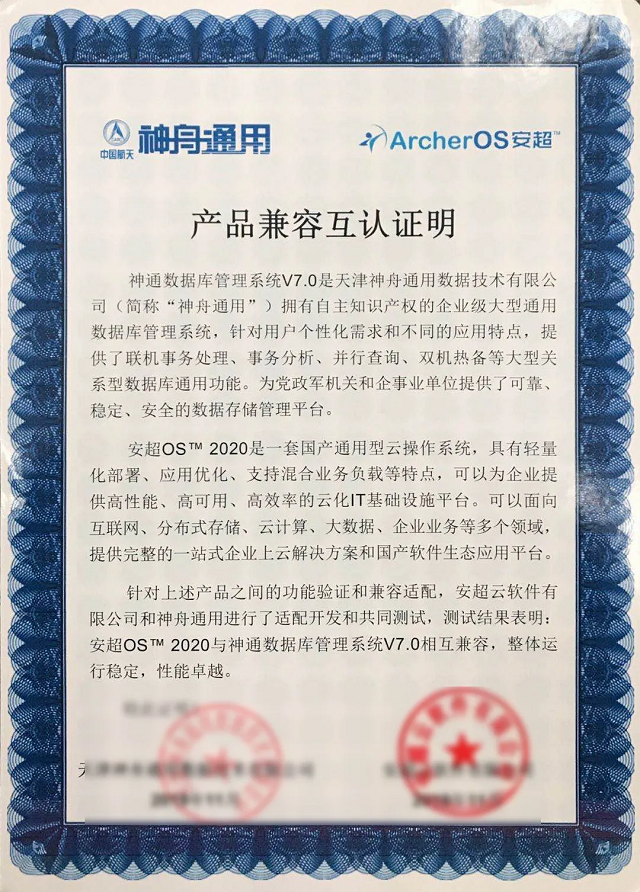 中国航天
神舟通用
ArcherOS安超™
产品兼容互认证明
神通数据库管理系统V7.0是天津神舟通用数据技术有限公
司（简称“神舟通用”）拥有自主知识产权的企业级大型通用
数据库管理系统，针对用户个性化需求和不同的应用特点，提
供了联机事务处理、事务分析、并行查询、双机热备等大型关
系型数据库通用功能。为党政军机关和企事业单位提供了可靠、
稳定、安全的数据存储管理平台。
安超OS™ 2020是一套国产通用型云操作系统，具有轻量
化部署、应用优化、支持混合业务负载等特点，可以为企业提
供高性能、高可用、高效率的云化IT基础设施平台。可以面向
互联网、分布式存储、云计算、大数据、企业业务等多个领域，
提供完整的一站式企业上云解决方案和国产软件生态应用平台。
针对上述产品之间的功能验证和兼容适配，安超云软件有
限公司和神舟通用进行了适配开发和共同测试，测试结果表明：
安超OS™ 2020与神通数据库管理系统V7.0相互兼容，整体运
行稳定，性能卓越。